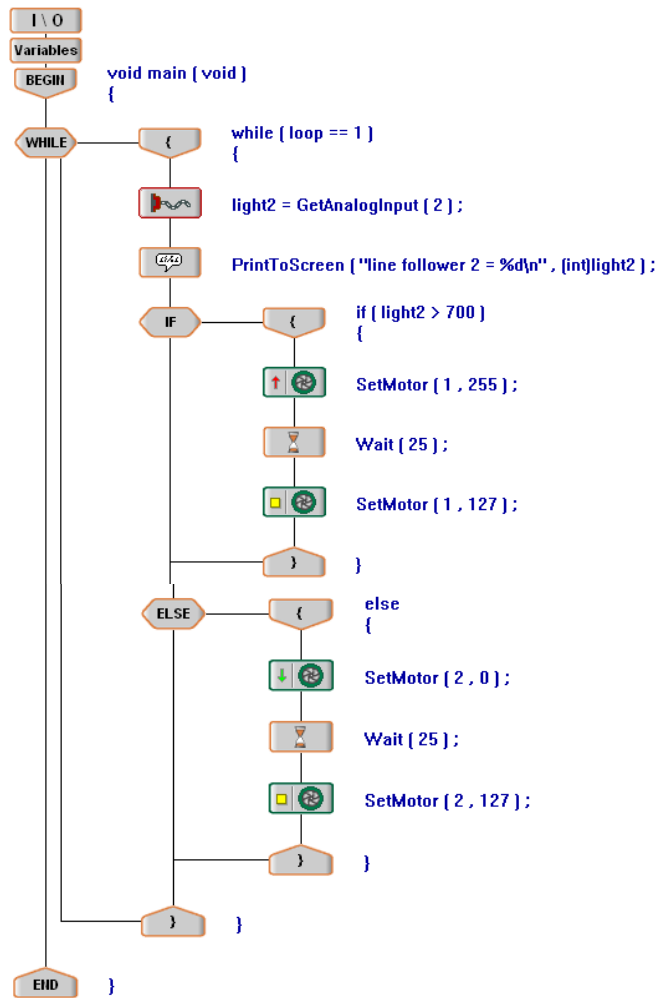 I \ O
Variables
BEGIN
void main ( void )
{
WHILE
{
while ( loop == 1 )
{
light2 = GetAnalogInput ( 2 ) ;
PrintToScreen ( "line follower 2 = %d\n" , (int)light2 ) ;
IF
{
if ( light2 > 700 )
{
SetMotor ( 1 , 255 ) ;
Wait ( 25 ) ;
SetMotor ( 1 , 127 ) ;
}
}
ELSE
{
else
{
SetMotor ( 2 , 0 ) ;
Wait ( 25 ) ;
SetMotor ( 2 , 127 ) ;
}
}
}
}
END
}